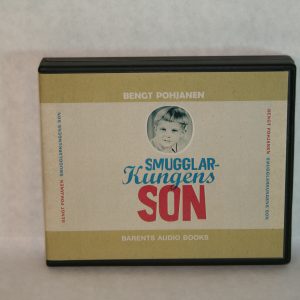 BENGT POHJANEN
SMUGGLAR-
Kungens
SON
BARENTS AUDIO BOOKS
BENGT POHJANEN SMUGGLARKUNGENS SON
BENGT POHJANEN SMUGGLARKUNGENS SON